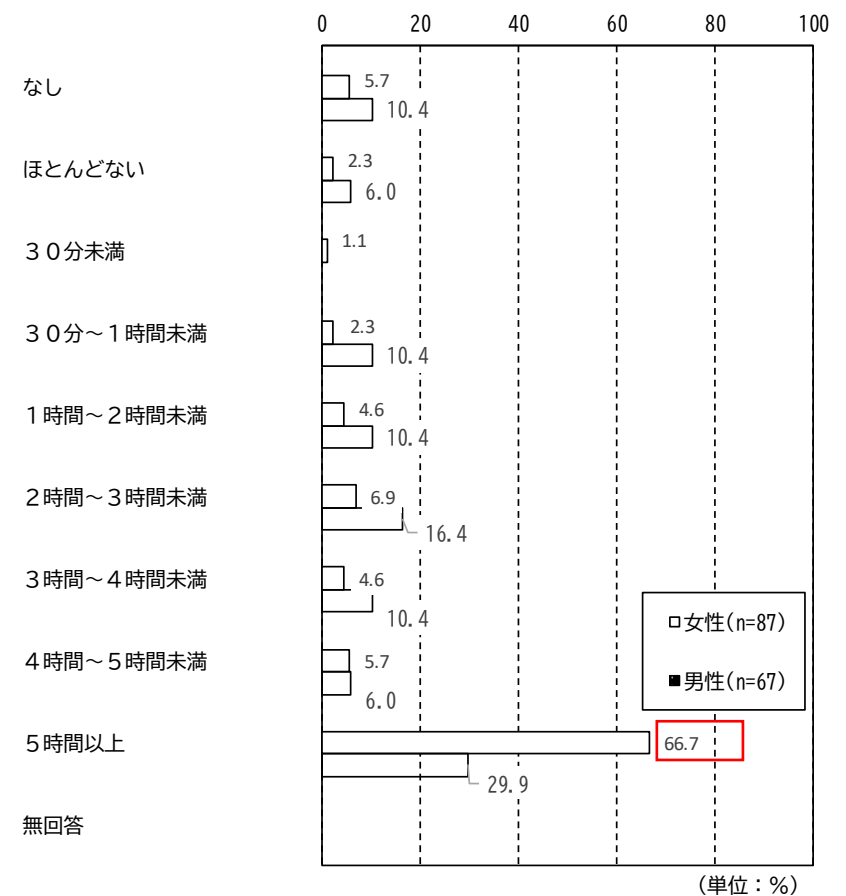 0 20 40 60 80 100
なし
5.7
10.4
ほとんどない
2.3
6.0
３０分未満
1.1
３０分～１時間未満
2.3
10.4
１時間～２時間未満
4.6
10.4
２時間～３時間未満
6.9
16.4
３時間～４時間未満
4.6
10.4
４時間～５時間未満
5.7
6.0
５時間以上
66.7
29.9
無回答
女性(n=87)
男性(n=67)
（単位：％）